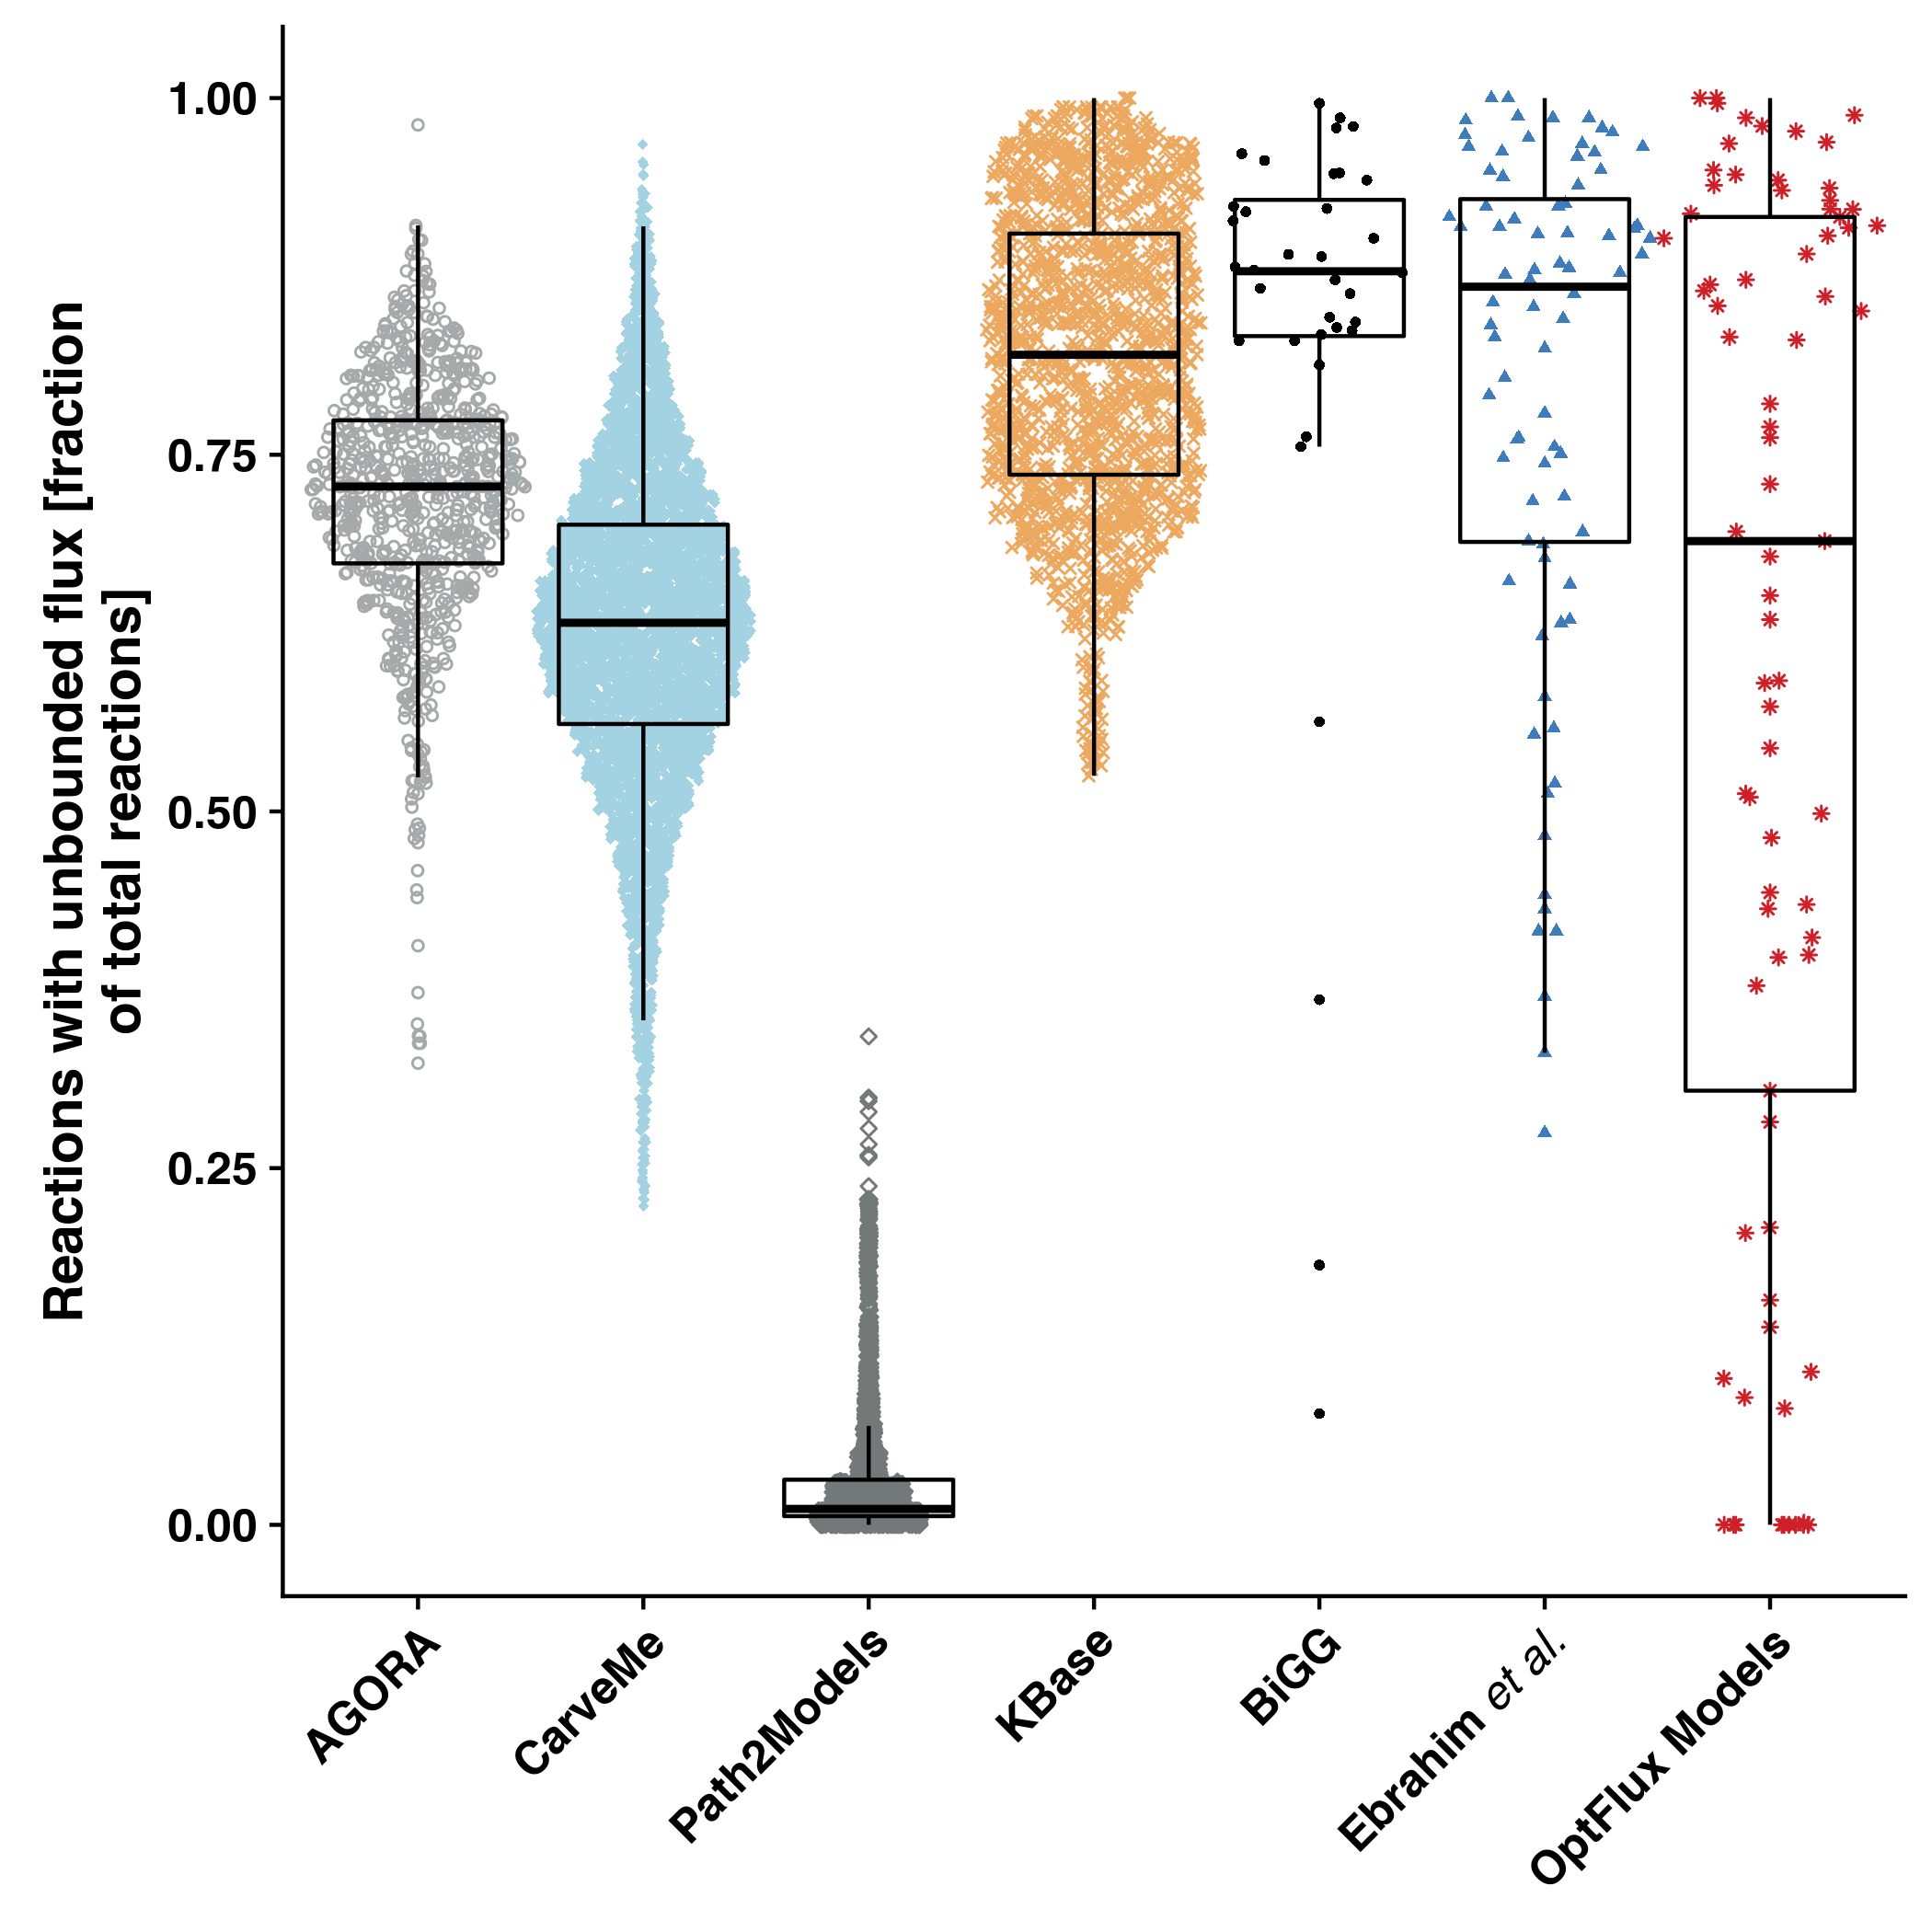 Reactions with unbounded flux [fraction
of total reactions]
1.00
0.75
0.50
0.25
0.00
AGORA
CarveMe
Path2Models
KBase
BiGG
Ebrahim et al.
OptFlux Models